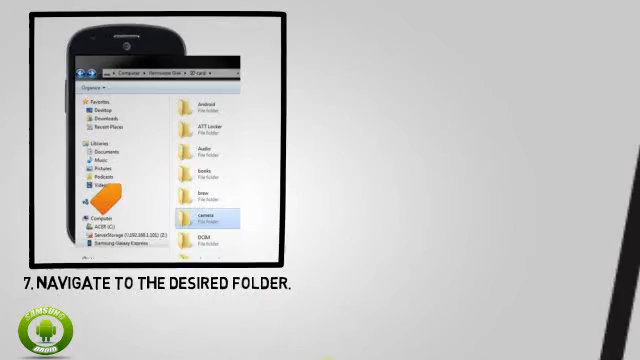 Computer ▸ Removable Disk ▸ SD card ▸
Organize ▾
Favorites
Desktop
Downloads
Recent Places
Libraries
Documents
Music
Pictures
Podcasts
Computer
ACER (C:)
Samsung Galaxy Express
Android
File folder
ATT Locker
File folder
Audio
File folder
books
File folder
brew
File folder
camera
File folder
DCIM
File folder
7. NAVIGATE TO THE DESIRED FOLDER.
SAMSUNG
DROID